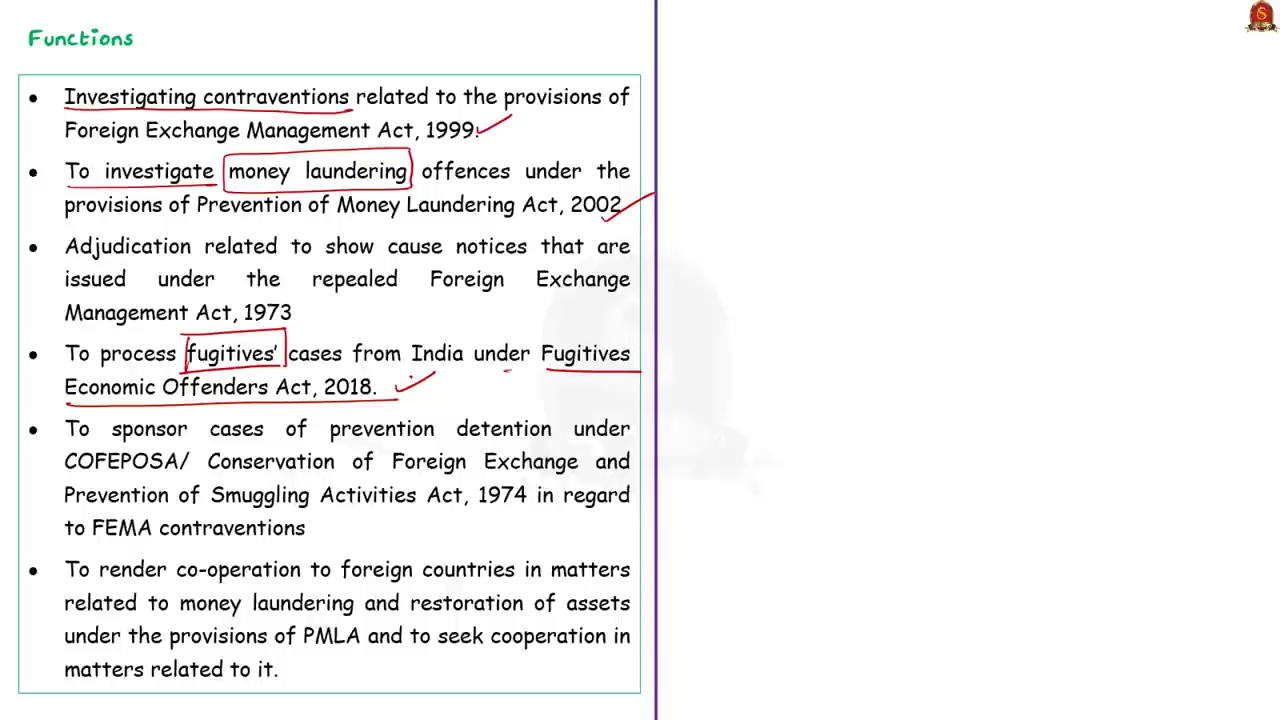 Functions
• Investigating contraventions related to the provisions of
Foreign Exchange Management Act, 1999.
• To investigate money laundering offences under the
provisions of Prevention of Money Laundering Act, 2002
• Adjudication related to show cause notices that are
issued under the repealed Foreign Exchange
Management Act, 1973
• To process fugitives' cases from India under Fugitives
Economic Offenders Act, 2018.
• To sponsor cases of prevention detention under
COFEPOSA/ Conservation of Foreign Exchange and
Prevention of Smuggling Activities Act, 1974 in regard
to FEMA contraventions
• To render co-operation to foreign countries in matters
related to money laundering and restoration of assets
under the provisions of PMLA and to seek cooperation in
matters related to it.